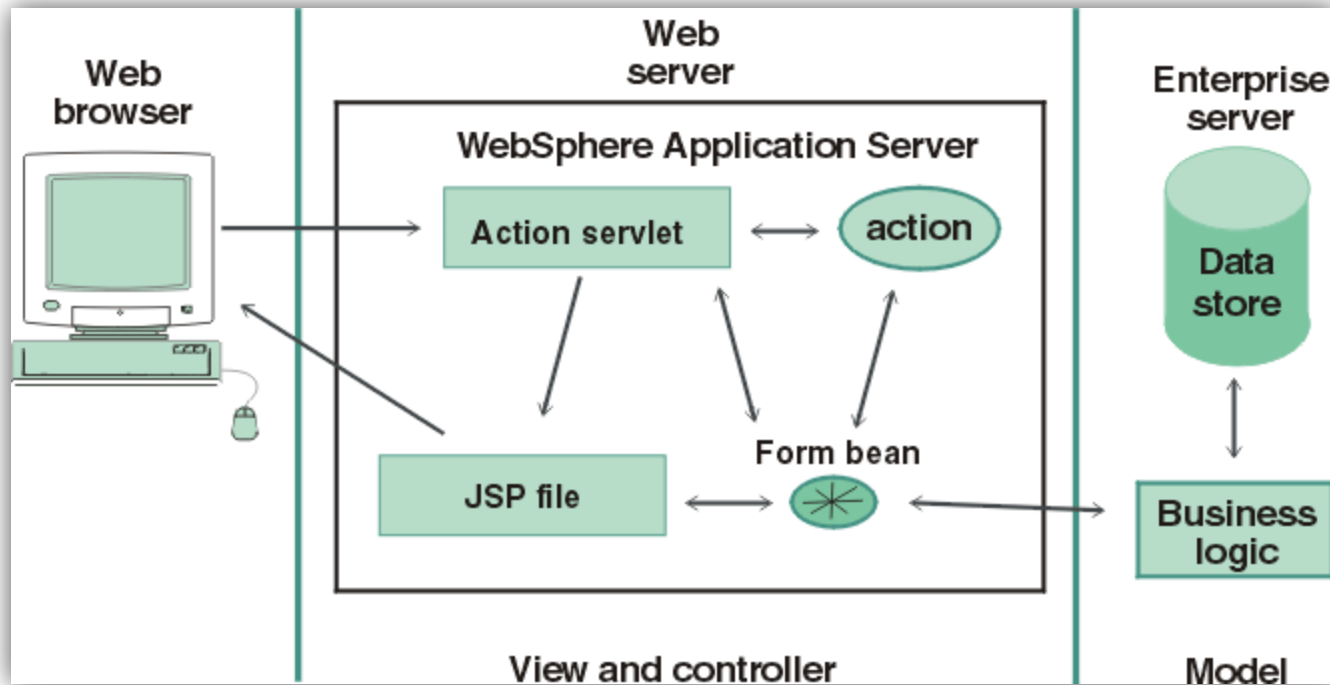 Web
browser
Web
server
WebSphere Application Server
Action servlet
action
JSP file
Form bean
View and controller
Enterprise
server
Data
store
Business
logic
Model